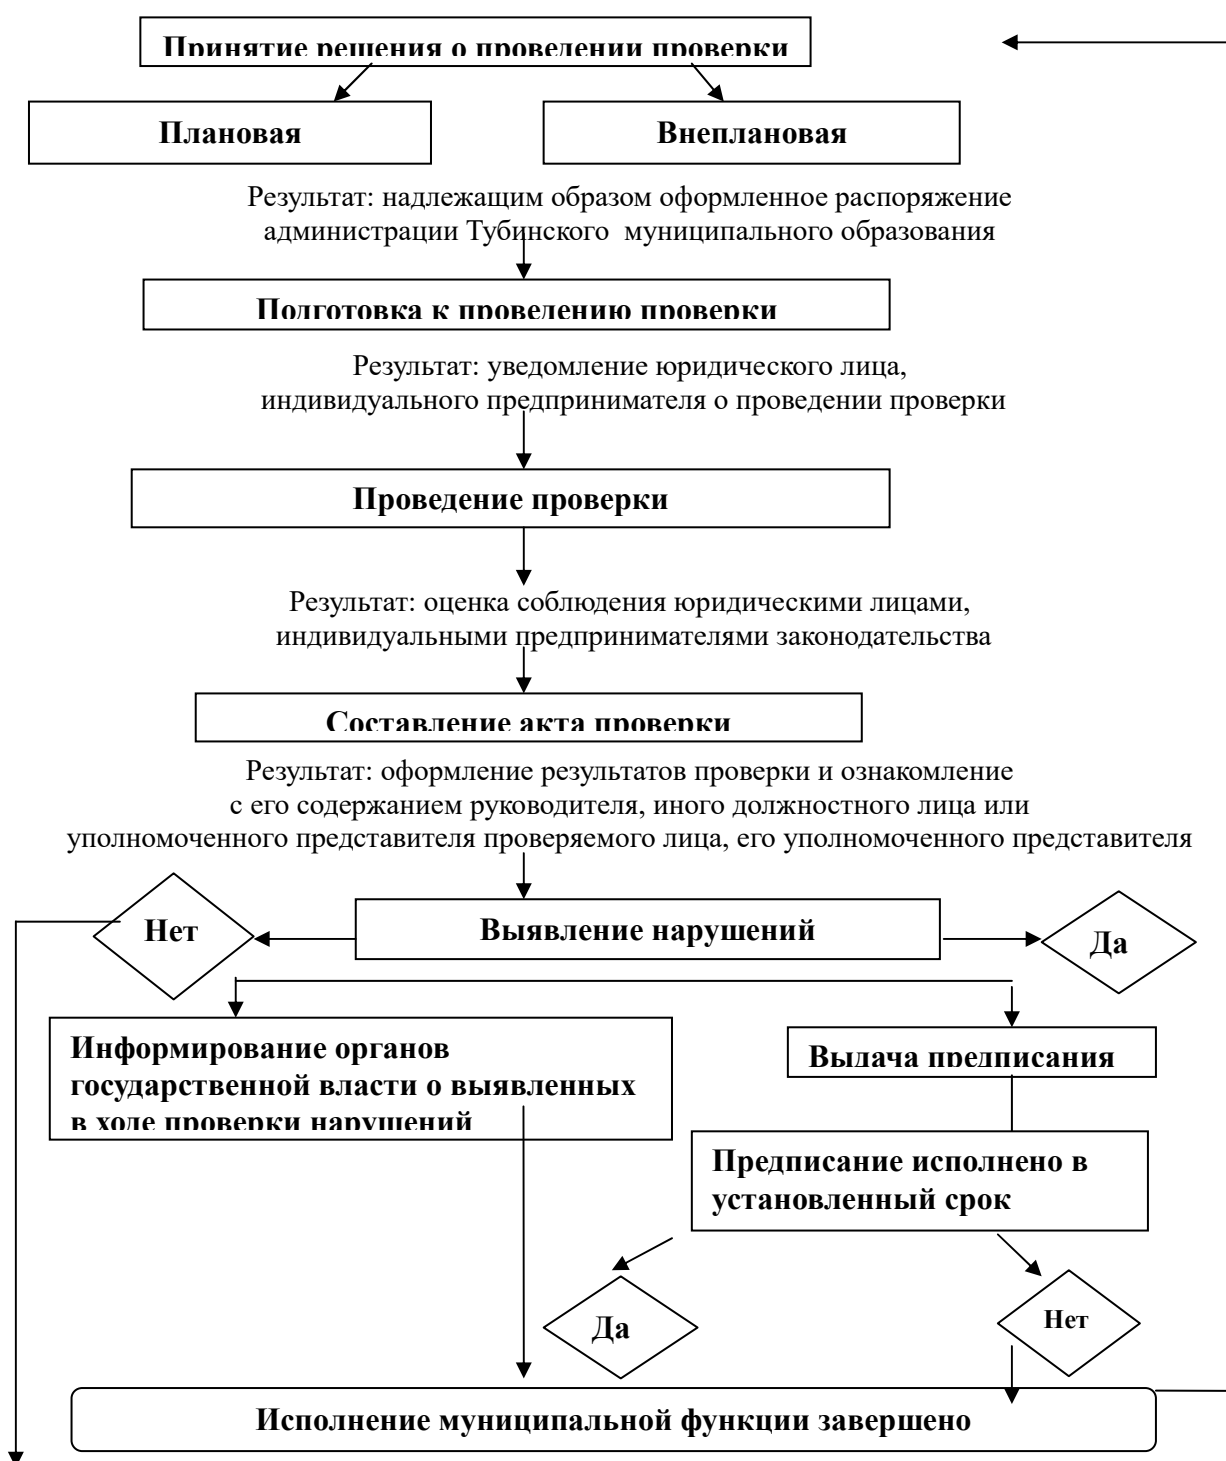 Принятие решения о проведении проверки
Плановая
Внеплановая
Результат: надлежащим образом оформленное распоряжение
администрации Тубинского муниципального образования
Подготовка к проведению проверки
Результат: уведомление юридического лица,
индивидуального предпринимателя о проведении проверки
Проведение проверки
Результат: оценка соблюдения юридическими лицами,
индивидуальными предпринимателями законодательства
Составление акта проверки
Результат: оформление результатов проверки и ознакомление
с его содержанием руководителя, иного должностного лица или
уполномоченного представителя проверяемого лица, его уполномоченного представителя
Нет
Выявление нарушений
Да
Информирование органов
государственной власти о выявленных
в ходе проверки нарушений
Выдача предписания
Предписание исполнено в
установленный срок
Да
Нет
Исполнение муниципальной функции завершено